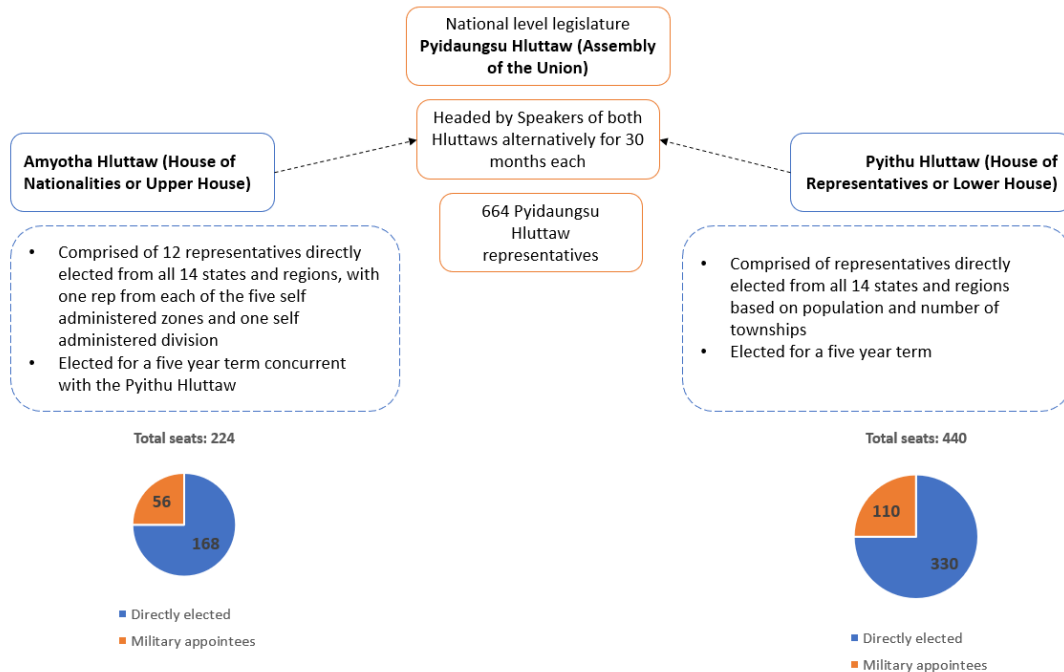 National level legislature
Pyidaungsu Hluttaw (Assembly
of the Union)
Headed by Speakers of both
Hluttaws alternatively for 30
months each
664 Pyidaungsu
Hluttaw
representatives
Amyotha Hluttaw (House of
Nationalities or Upper House)
• Comprised of 12 representatives directly
elected from all 14 states and regions, with
one rep from each of the five self
administered zones and one self
administered division
• Elected for a five year term concurrent
with the Pyithu Hluttaw
Total seats: 224
56
168
Directly elected
Military appointees
Pyithu Hluttaw (House of
Representatives or Lower House)
• Comprised of representatives directly
elected from all 14 states and regions
based on population and number of
townships
• Elected for a five year term
Total seats: 440
110
330
Directly elected
Military appointees